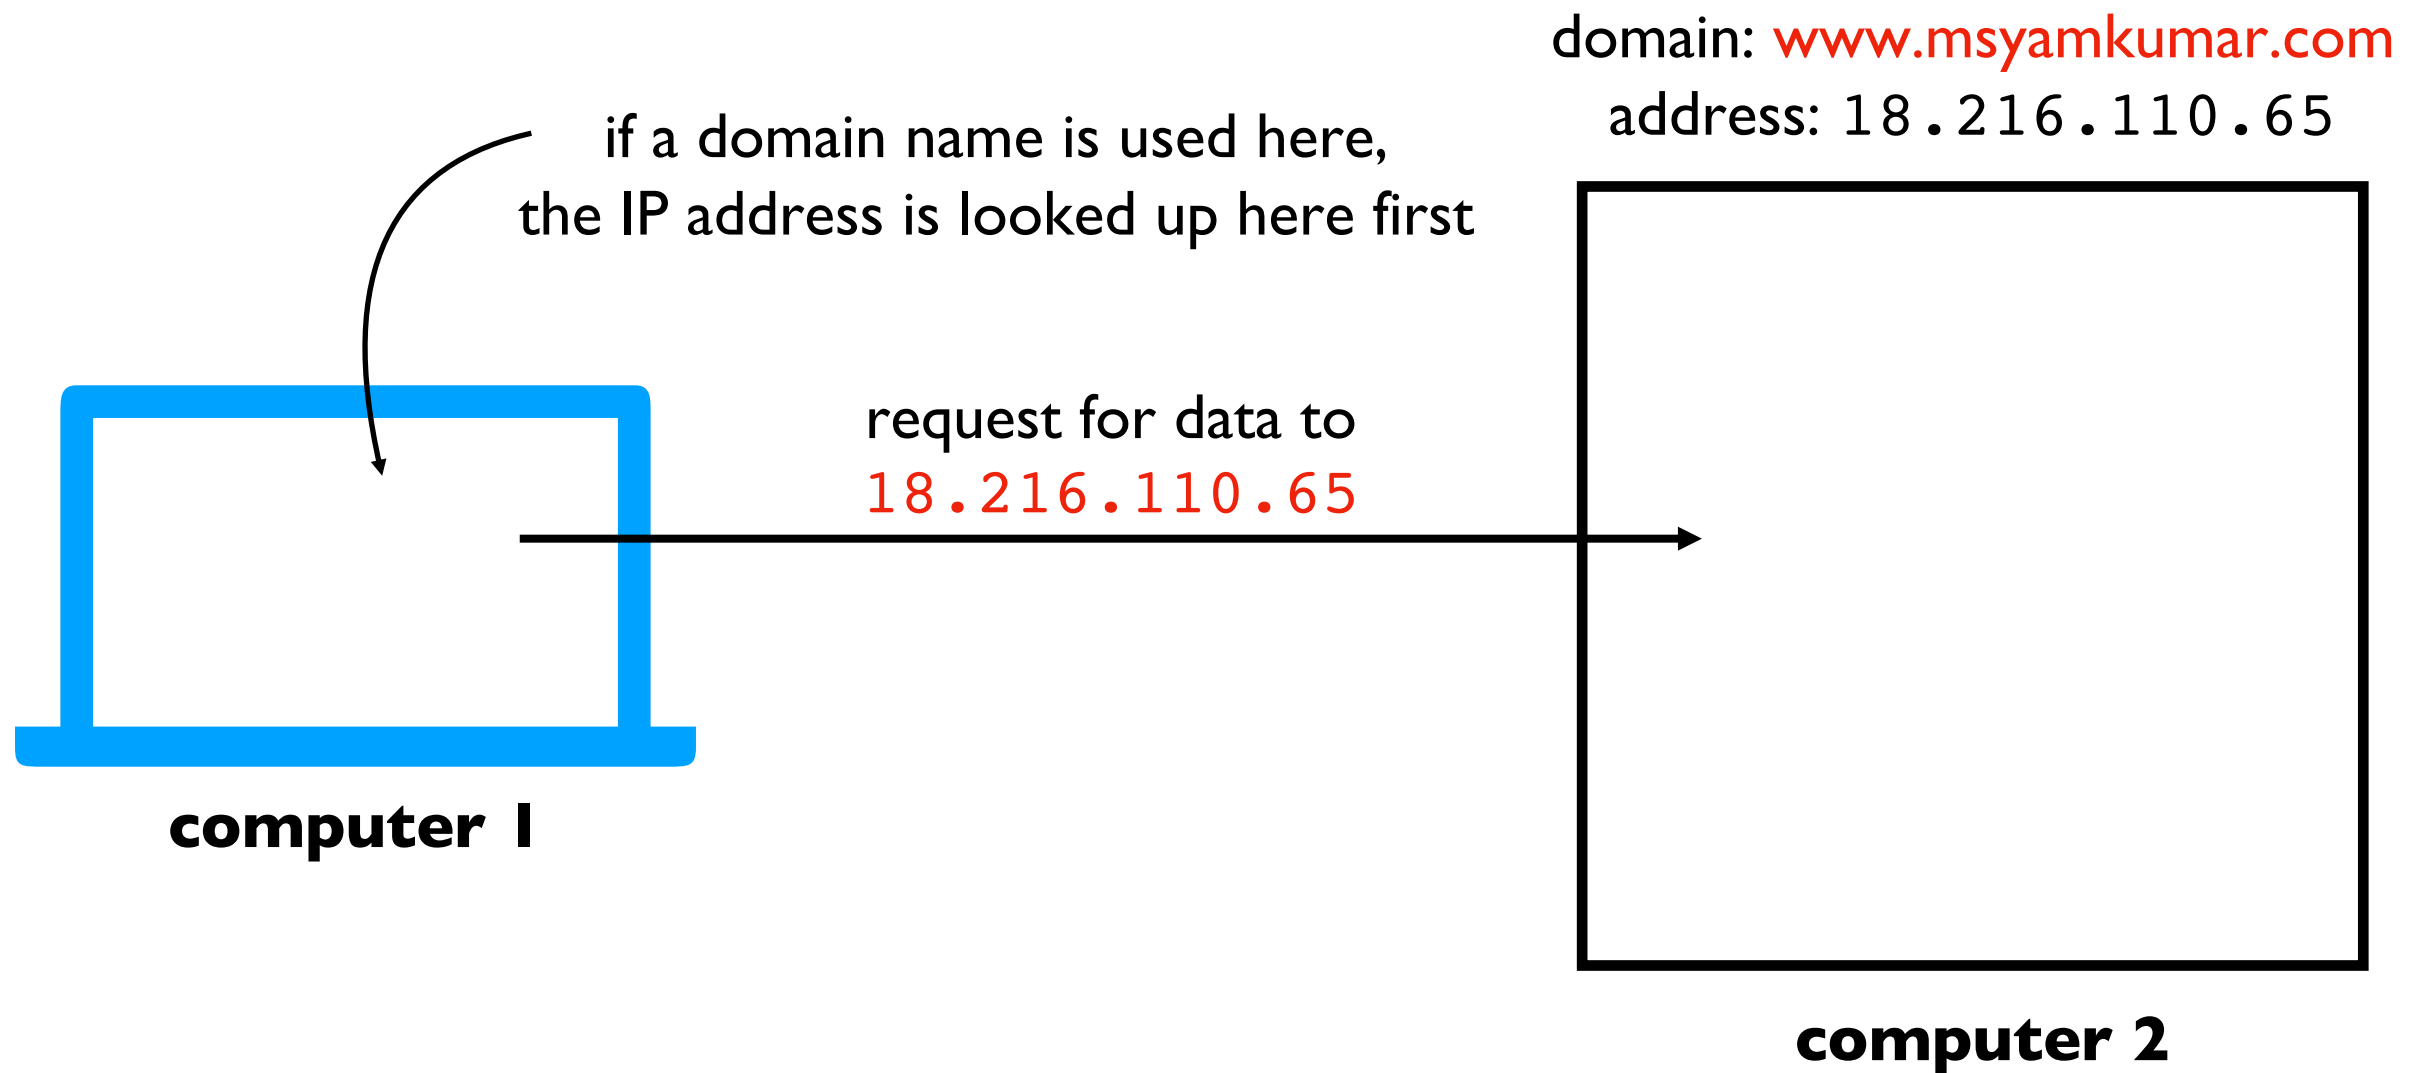 domain: www.msyamkumar.com
address: 18.216.110.65
if a domain name is used here,
the IP address is looked up here first
request for data to
18.216.110.65
computer 1
computer 2